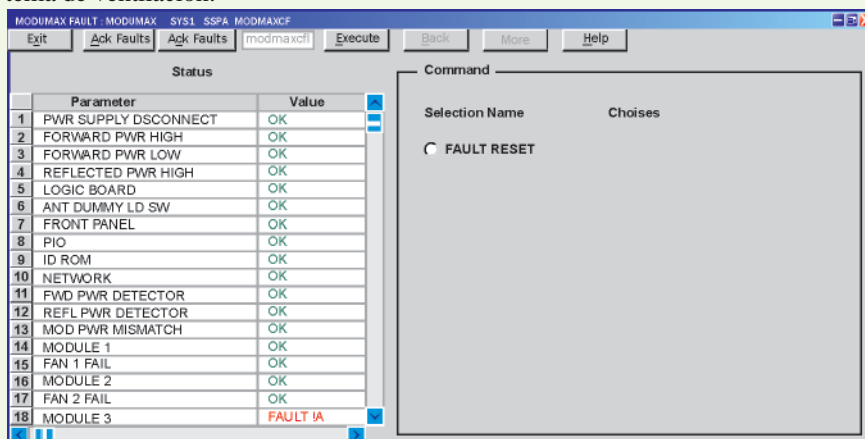 tema de ventilación.
MODUMAX FAULT : MODUMAX SYS1 SSPA MODMAXCF
Exit Ack Faults Ack Faults modmaxcfl Execute Back More Help
Status
Parameter Value
1 PWR SUPPLY DSCONNECT OK
2 FORWARD PWR HIGH OK
3 FORWARD PWR LOW OK
4 REFLECTED PWR HIGH OK
5 LOGIC BOARD OK
6 ANT DUMMY LD SW OK
7 FRONT PANEL OK
8 PIO OK
9 ID ROM OK
10 NETWORK OK
11 FWD PWR DETECTOR OK
12 REFL PWR DETECTOR OK
13 MOD PWR MISMATCH OK
14 MODULE 1 OK
15 FAN 1 FAIL OK
16 MODULE 2 OK
17 FAN 2 FAIL OK
18 MODULE 3 FAULT !A
Command
Selection Name Choises
FAULT RESET